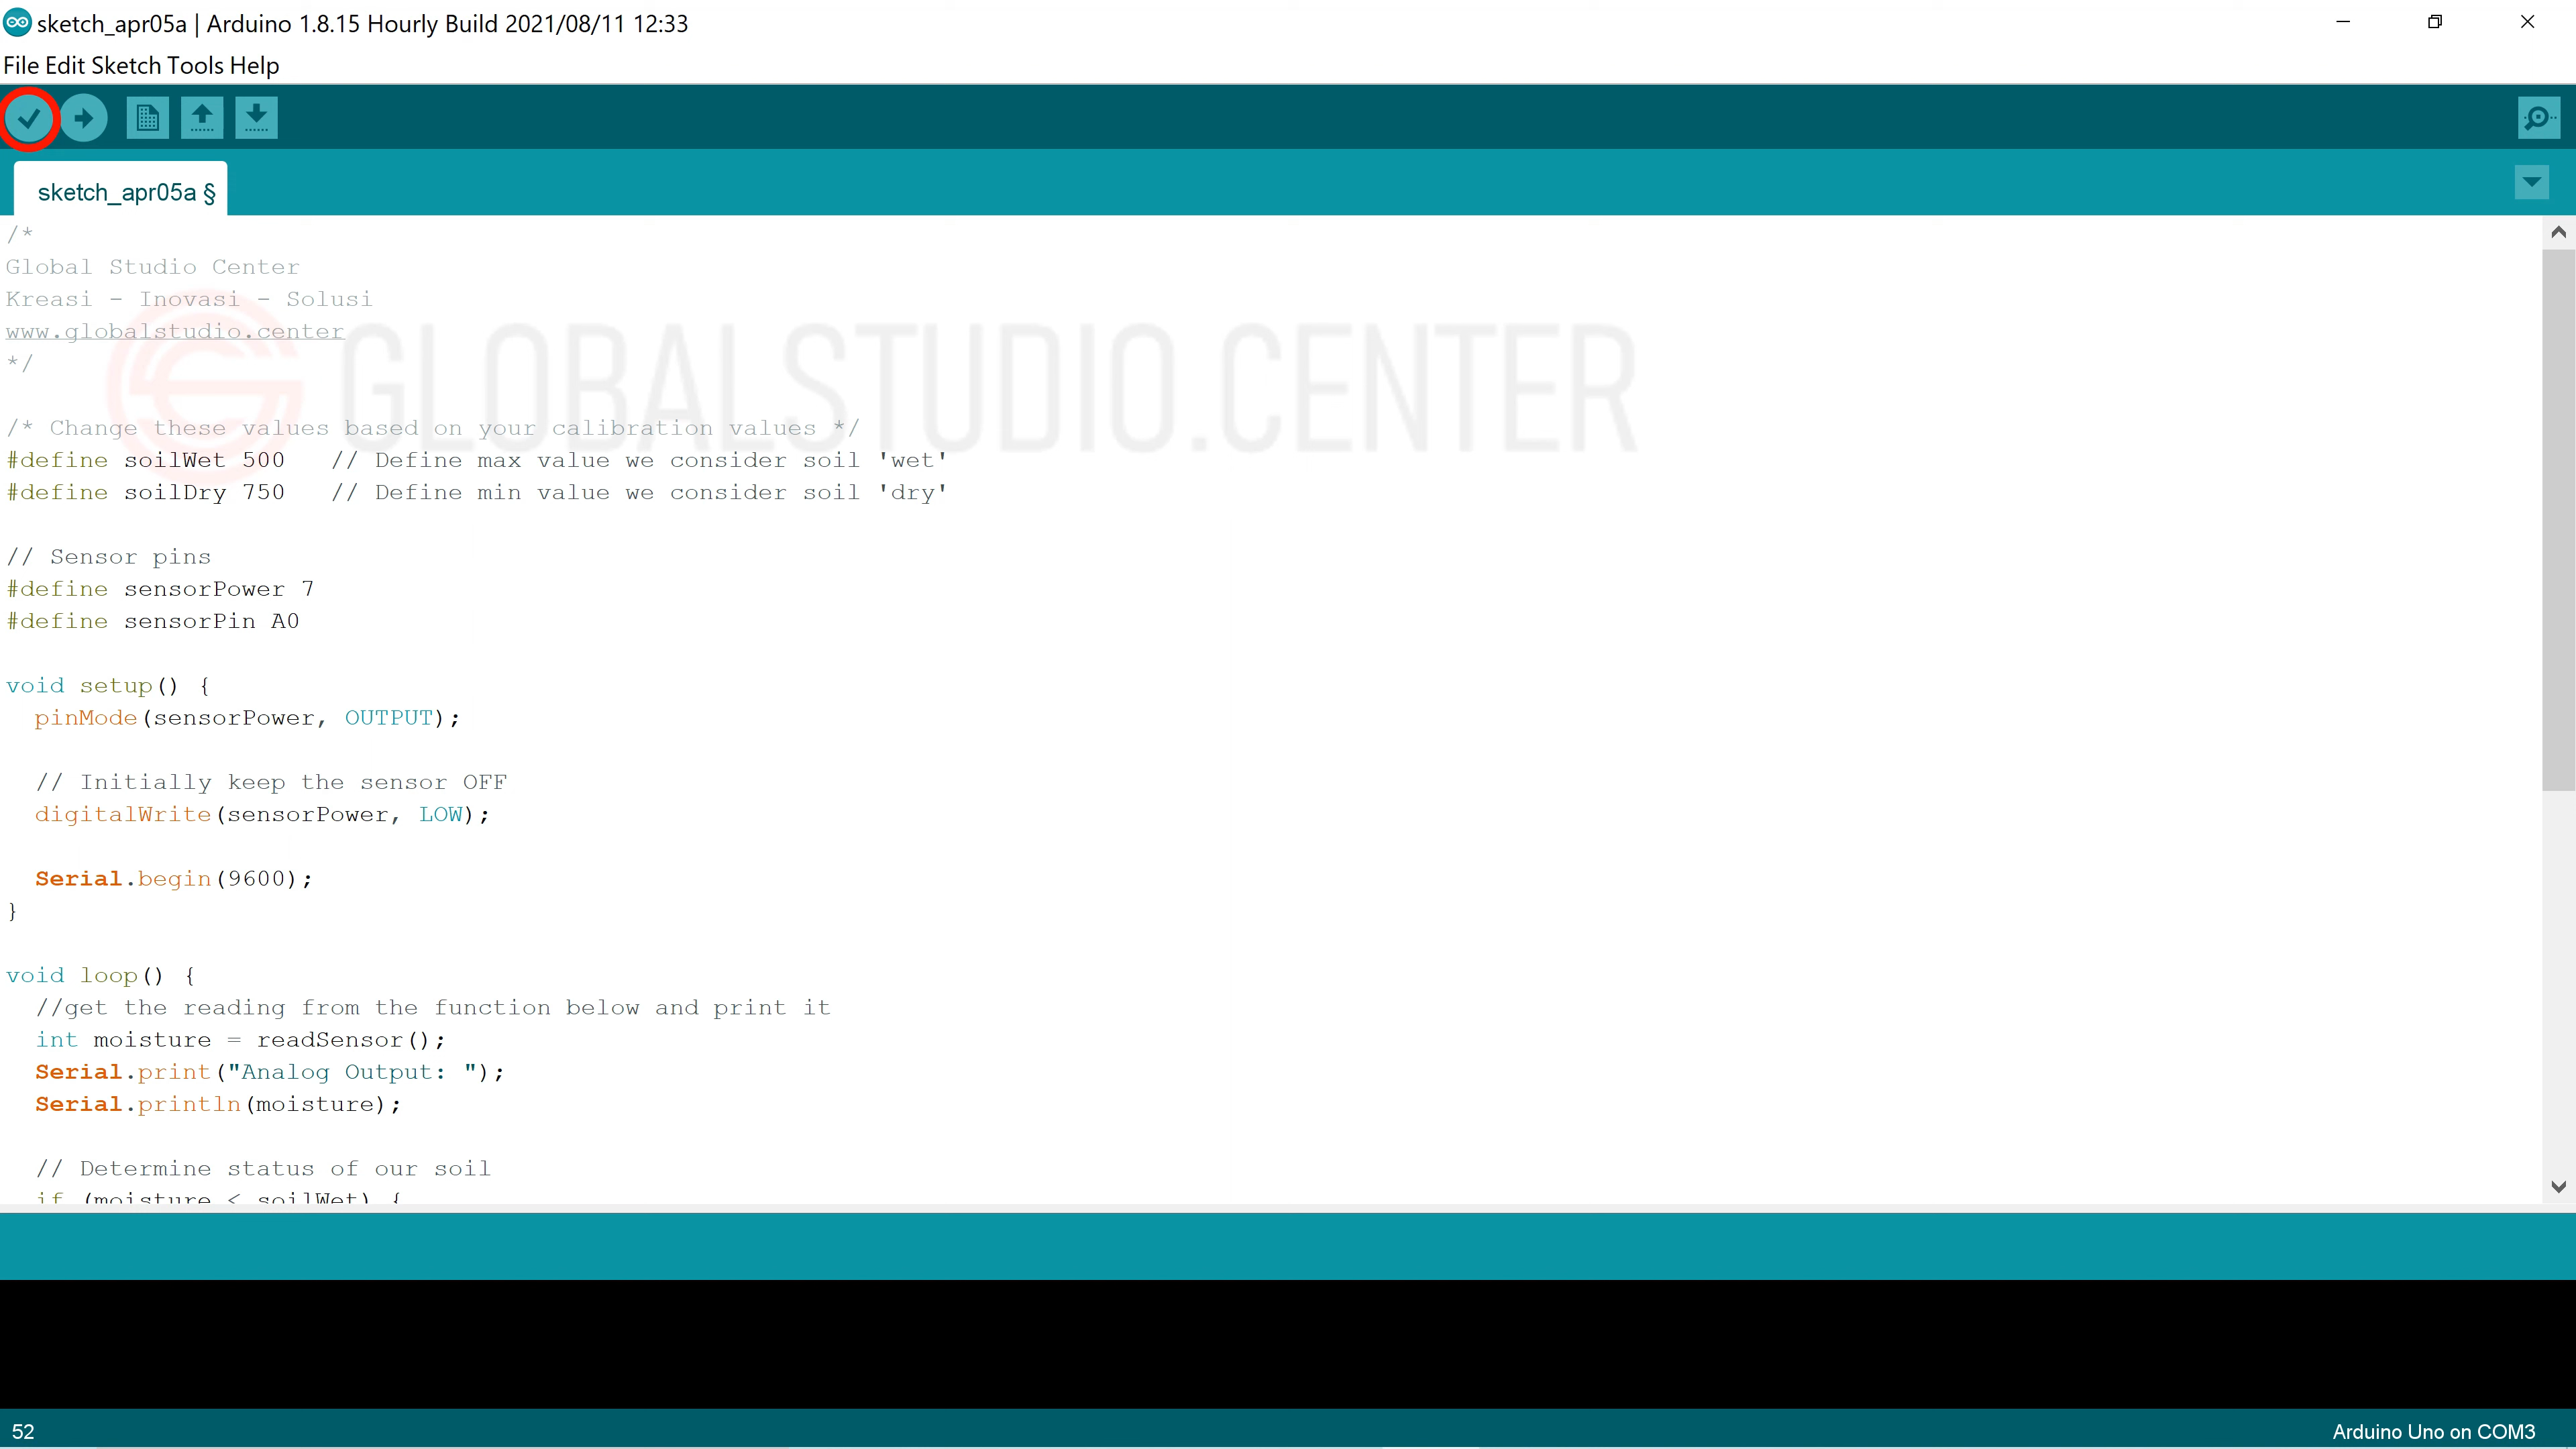 sketch_apr05a | Arduino 1.8.15 Hourly Build 2021/08/11 12:33
File Edit Sketch Tools Help
sketch_apr05a §
/*
Global Studio Center
Kreasi - Inovasi - Solusi
www.globalstudio.center
*/
GLOBALSTUDIO.CENTER
/* Change these values based on your calibration values */
#define soilWet 500   // Define max value we consider soil 'wet'
#define soilDry 750   // Define min value we consider soil 'dry'
// Sensor pins
#define sensorPower 7
#define sensorPin A0
void setup() {
  pinMode(sensorPower, OUTPUT);
  // Initially keep the sensor OFF
  digitalWrite(sensorPower, LOW);
  Serial.begin(9600);
}
void loop() {
  //get the reading from the function below and print it
  int moisture = readSensor();
  Serial.print("Analog Output: ");
  Serial.println(moisture);
  // Determine status of our soil
  if (moisture < soilWet) {
52
Arduino Uno on COM3